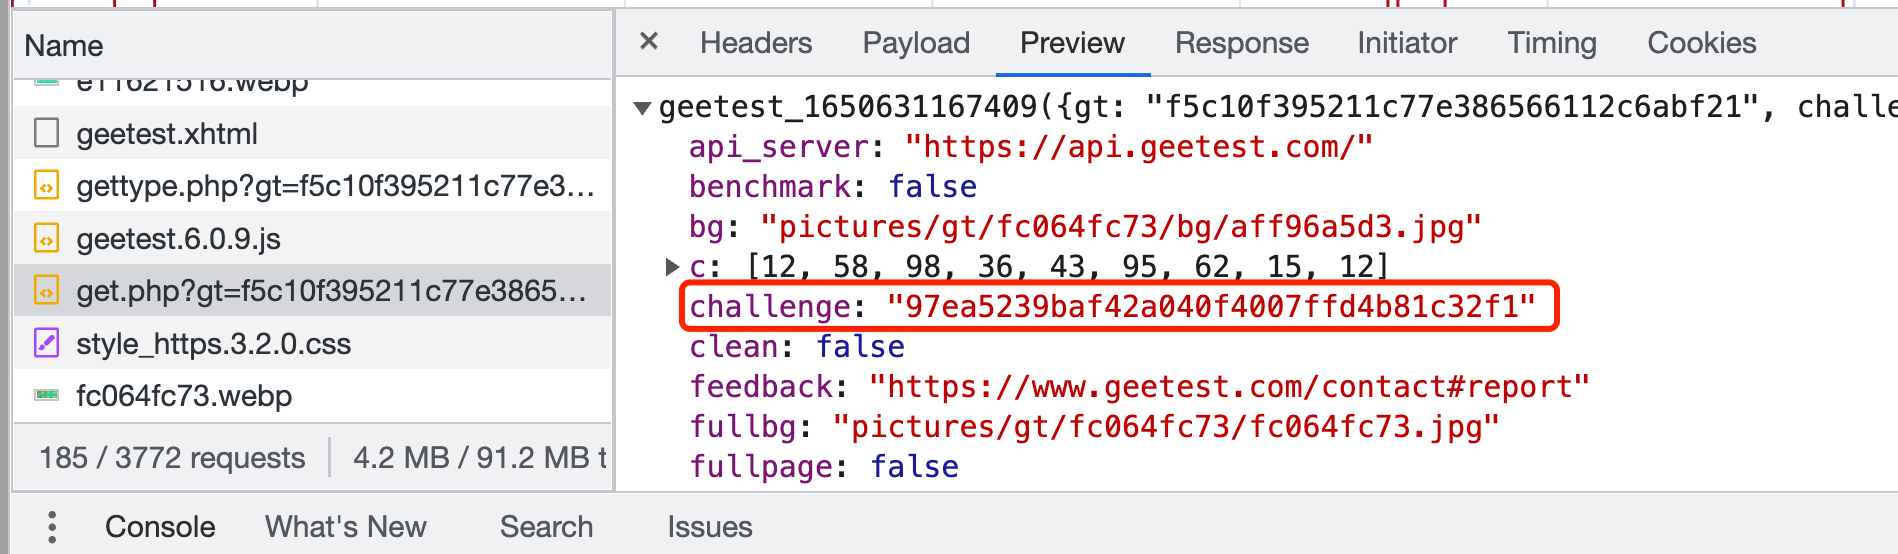 Name
e11621516.webp
geetest.xhtml
gettype.php?gt=f5c10f395211c77e3...
geetest.6.0.9.js
get.php?gt=f5c10f395211c77e3865...
style_https.3.2.0.css
fc064fc73.webp
185 / 3772 requests
4.2 MB / 91.2 MB t
Headers Payload Preview Response Initiator Timing Cookies
geetest_1650631167409({gt: "f5c10f395211c77e386566112c6abf21", challe
api_server: "https://api.geetest.com/"
benchmark: false
bg: "pictures/gt/fc064fc73/bg/aff96a5d3.jpg"
c: [12, 58, 98, 36, 43, 95, 62, 15, 12]
challenge: "97ea5239baf42a040f4007ffd4b81c32f1"
clean: false
feedback: "https://www.geetest.com/contact#report"
fullbg: "pictures/gt/fc064fc73/fc064fc73.jpg"
fullpage: false
Console What's New Search Issues